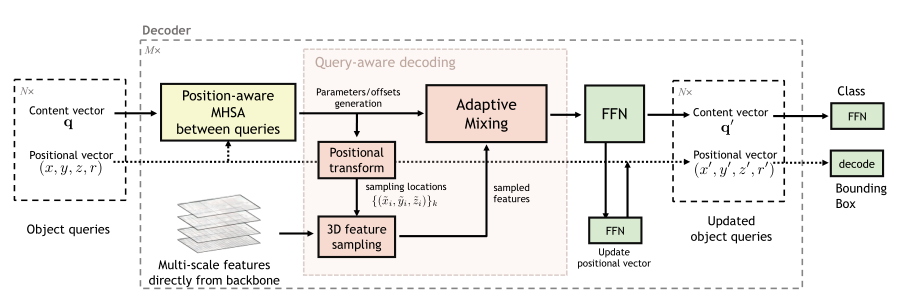 Decoder
M×
Query-aware decoding
N×
Content vector
q
Positional vector
(x, y, z, r)
Object queries
Position-aware
MHSA
between queries
Parameters/offsets
generation
Adaptive
Mixing
Positional
transform
sampling locations
{(x̃ᵢ, ỹᵢ, z̃ᵢ)}ₖ
sampled
features
3D feature
sampling
Multi-scale features
directly from backbone
FFN
FFN
Update
positional vector
N×
Content vector
q′
Positional vector
(x′, y′, z′, r′)
Updated
object queries
Class
FFN
decode
Bounding
Box